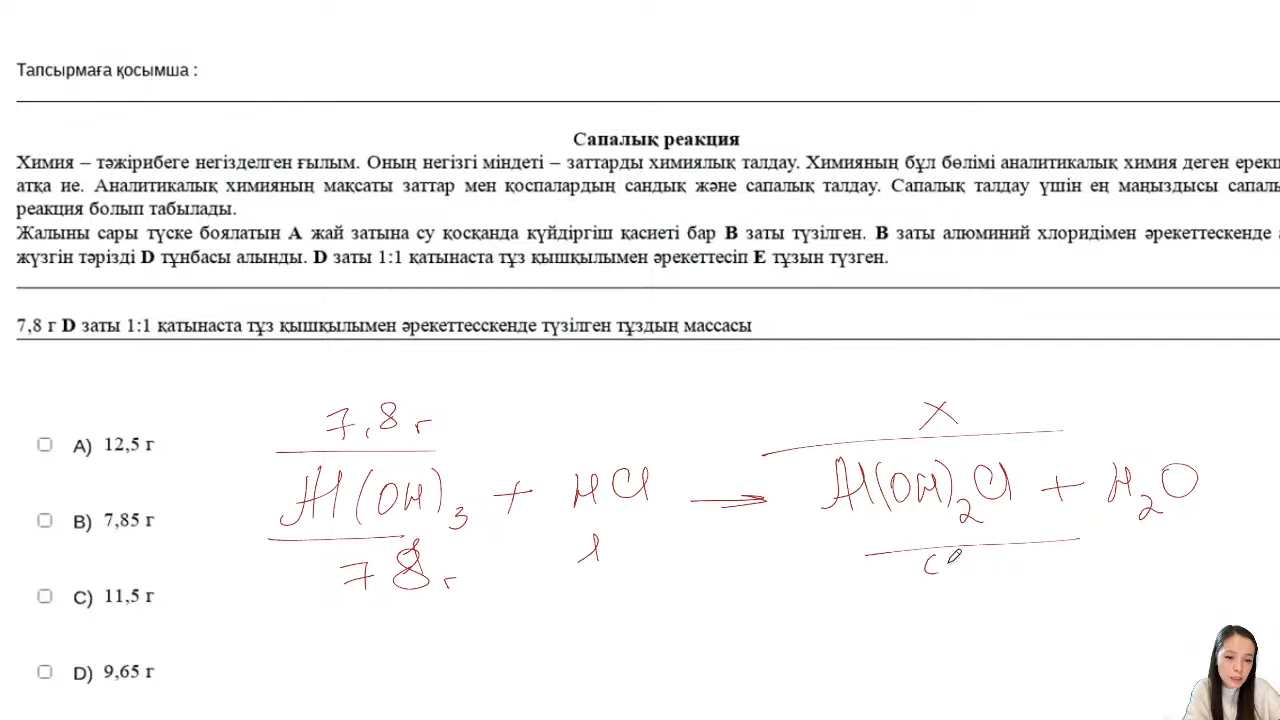 Тапсырмаға қосымша :
Сапалық реакция
Химия – тәжірибеге негізделген ғылым. Оның негізгі міндеті – заттарды химиялық талдау. Химияның бұл бөлімі аналитикалық химия деген ерекш
атқа ие. Аналитикалық химияның мақсаты заттар мен қоспалардың сандық және сапалық талдау. Сапалық талдау үшін ең маңыздысы сапалы
реакция болып табылады.
Жалыны сары түске боялатын А жай затына су қосқанда күйдіргіш қасиеті бар В заты түзілген. В заты алюминий хлоридімен әрекеттескенде
жүзгін тәрізді D тұнбасы алынды. D заты 1:1 қатынаста тұз қышқылымен әрекеттесіп Е тұзын түзген.
7,8 г D заты 1:1 қатынаста тұз қышқылымен әрекеттесскенде түзілген тұздың массасы
7,8 г X
A) 12,5 г
Al(OH)₃ + HCl → Al(OH)₂Cl + H₂O
B) 7,85 г
78 г
C) 11,5 г
D) 9,65 г